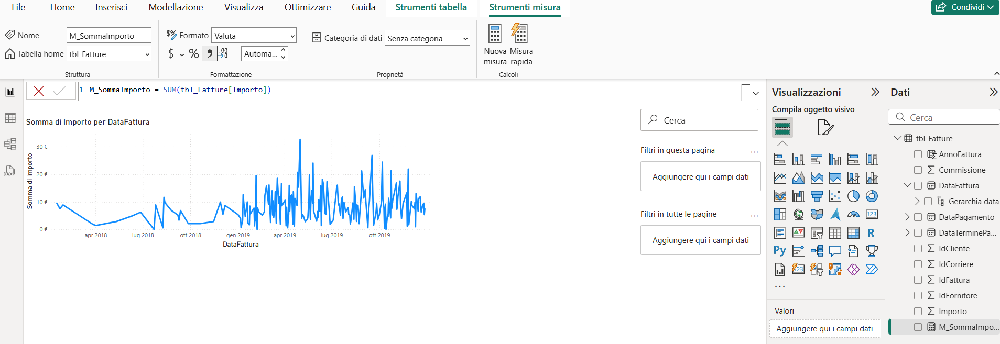 File Home Inserisci Modellazione Visualizza Ottimizzare Guida Strumenti tabella Strumenti misura Condividi
Nome M_SommaImporto
Tabella home tbl_Fatture
Struttura
$% Formato Valuta
$ % , .00 Automa...
Formattazione
Categoria di dati Senza categoria
Proprietà
Nuova misura
Misura rapida
Calcoli
1 M_SommaImporto = SUM(tbl_Fatture[Importo])
Somma di Importo per DataFattura
Somma di Importo
30 €
20 €
10 €
0 €
apr 2018 lug 2018 ott 2018 gen 2019 apr 2019 lug 2019 ott 2019
DataFattura
Cerca
Filtri in questa pagina ...
Aggiungere qui i campi dati
Filtri in tutte le pagine ...
Aggiungere qui i campi dati
Visualizzazioni
Compila oggetto visivo
123
R
Py
123
...
Valori
Aggiungere qui i campi dati
Dati
Cerca
tbl_Fatture
AnnoFattura
Commissione
DataFattura
Gerarchia data
DataPagamento
DataTerminePa...
IdCliente
IdCorriere
IdFattura
IdFornitore
Importo
M_SommaImpo...
DAX